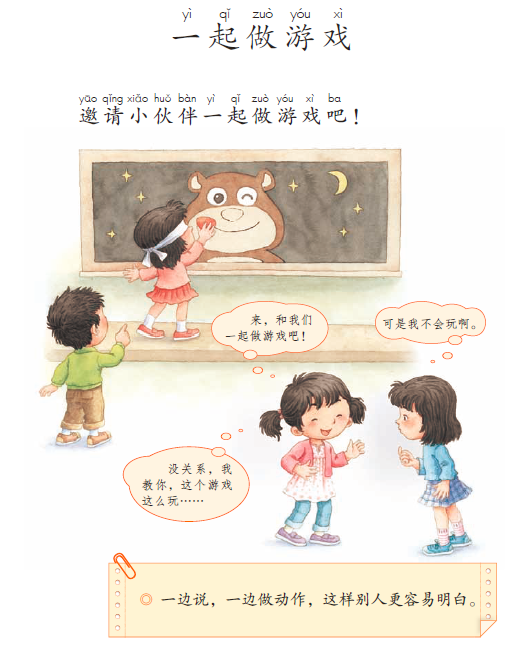 yì qǐ zuò yóu xì
一起做游戏
yāo qǐng xiǎo huǒ bàn yì qǐ zuò yóu xì ba
邀请小伙伴一起做游戏吧！
来，和我们
一起做游戏吧！
可是我不会玩啊。
没关系，我
教你，这个游戏
这么玩……
◎ 一边说，一边做动作，这样别人更容易明白。